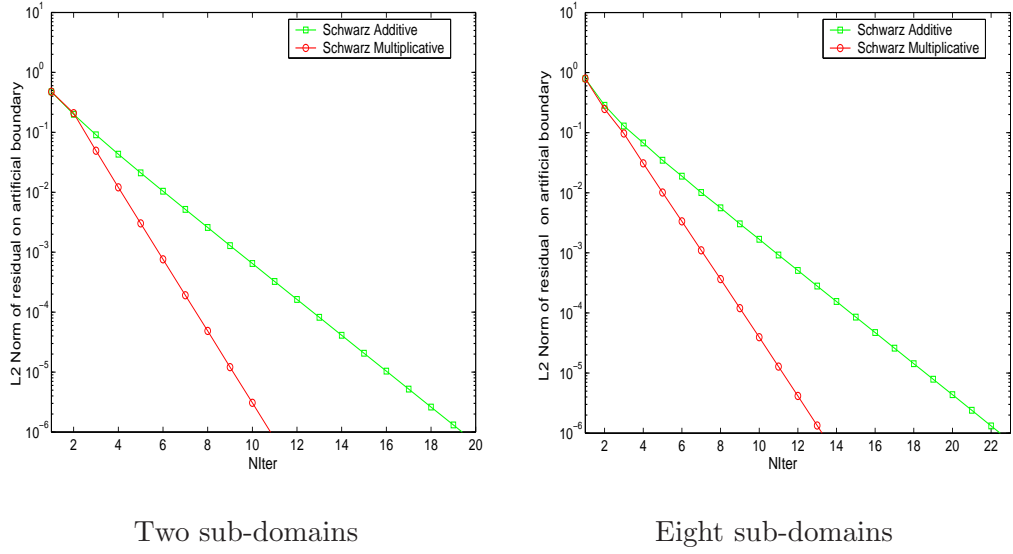 10^1
10^0
10^-1
10^-2
10^-3
10^-4
10^-5
10^-6
L2 Norm of residual on artificial boundary
Schwarz Additive
Schwarz Multiplicative
2 4 6 8 10 12 14 16 18 20
NIter
Two sub-domains
10^1
10^0
10^-1
10^-2
10^-3
10^-4
10^-5
10^-6
L2 Norm of residual on artificial boundary
Schwarz Additive
Schwarz Multiplicative
2 4 6 8 10 12 14 16 18 20 22
NIter
Eight sub-domains